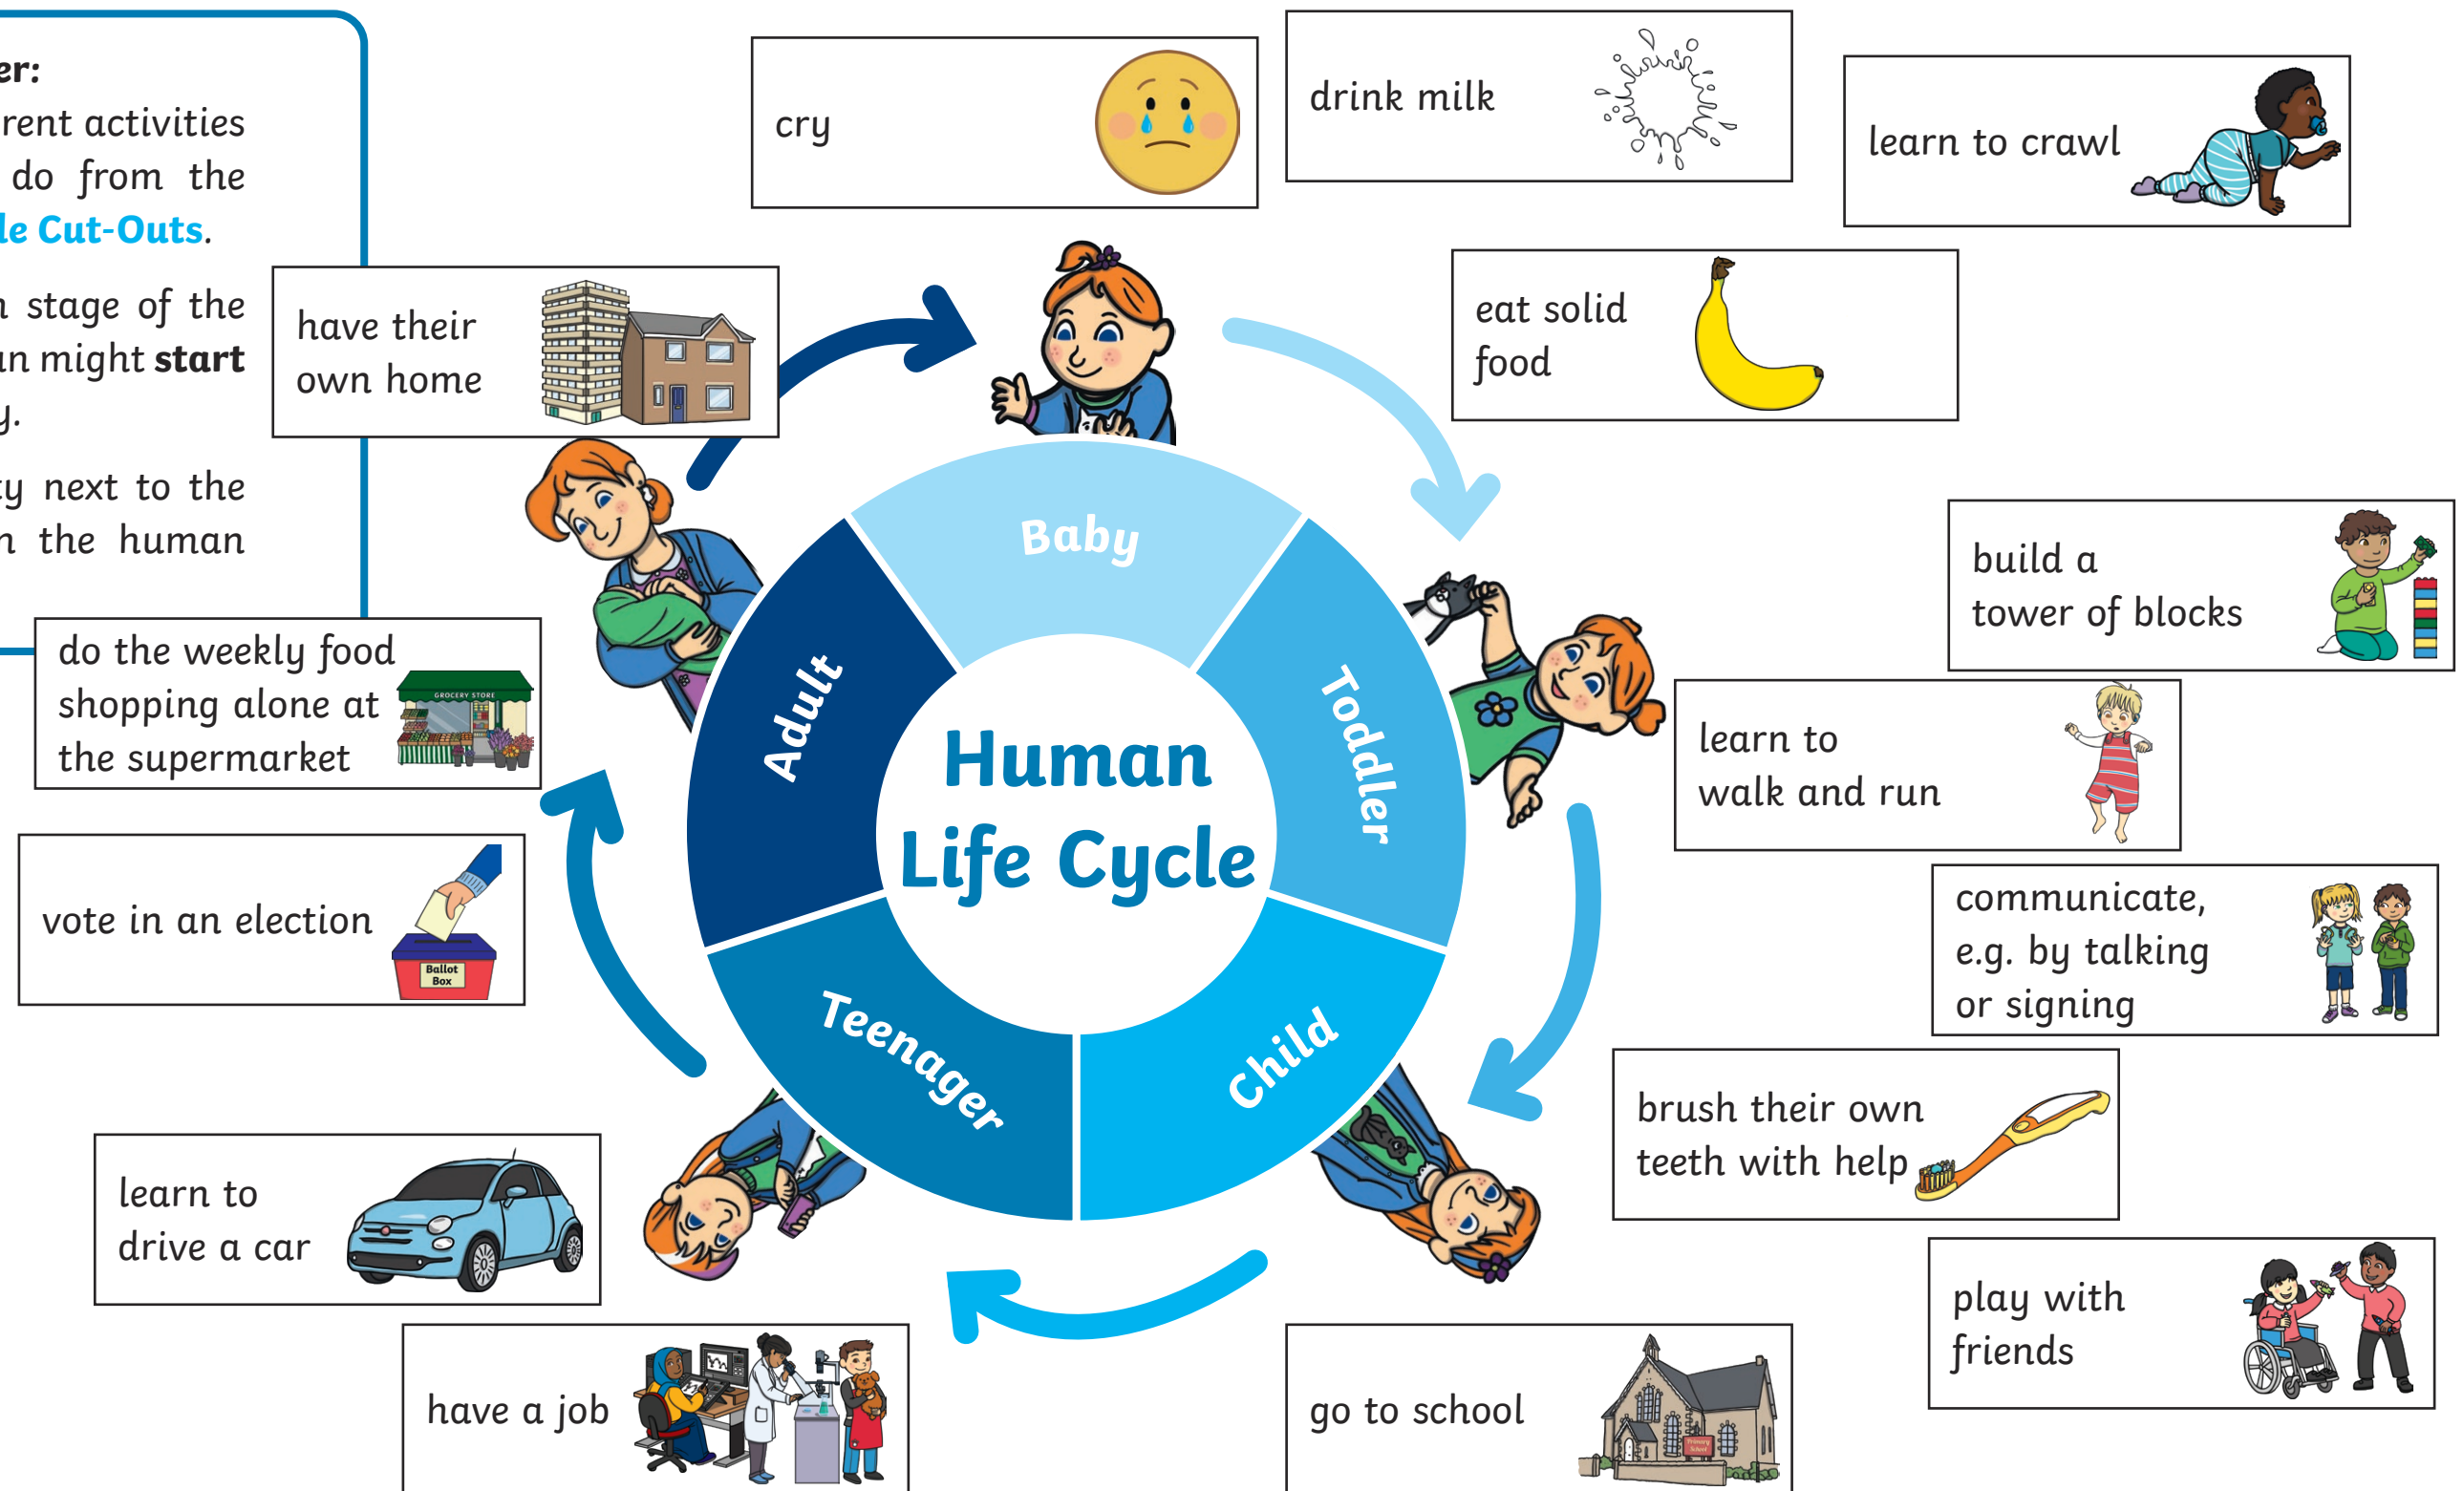 er:
rent activities
do from the
le Cut-Outs.
n stage of the
an might start
y.
ty next to the
n the human
cry
drink milk
learn to crawl
have their
own home
eat solid
food
build a
tower of blocks
do the weekly food
shopping alone at
the supermarket
GROCERY STORE
learn to
walk and run
vote in an election
Ballot
Box
communicate,
e.g. by talking
or signing
brush their own
teeth with help
learn to
drive a car
play with
friends
have a job
go to school
Primary
School
Human
Life Cycle
Baby
Toddler
Child
Teenager
Adult